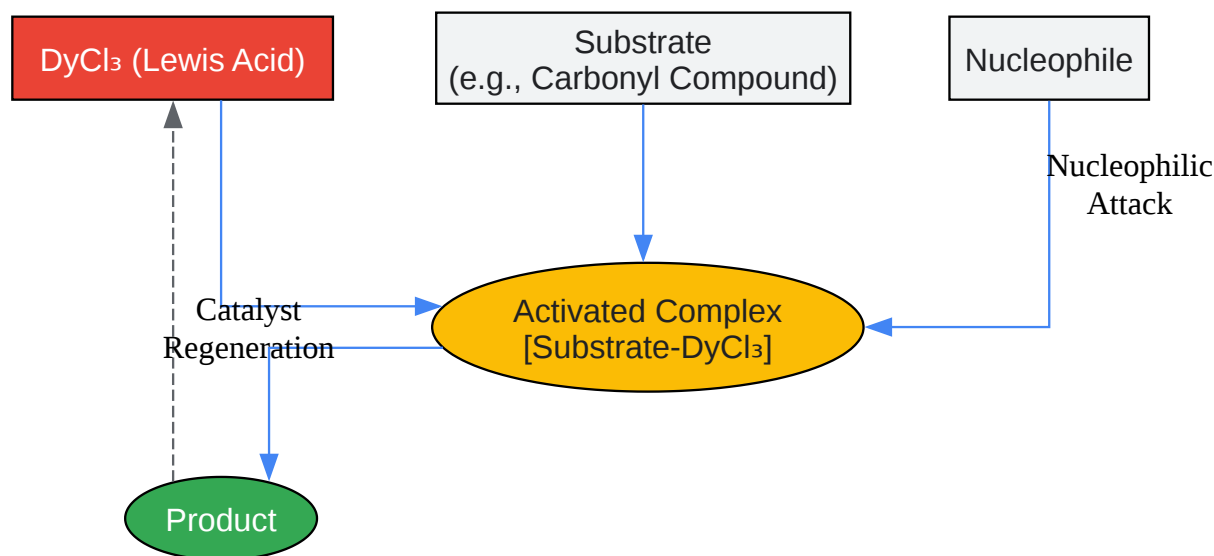 DyCl₃ (Lewis Acid)
Substrate
(e.g., Carbonyl Compound)
Nucleophile
Nucleophilic
Attack
Catalyst
Regeneration
Activated Complex
[Substrate-DyCl₃]
Product